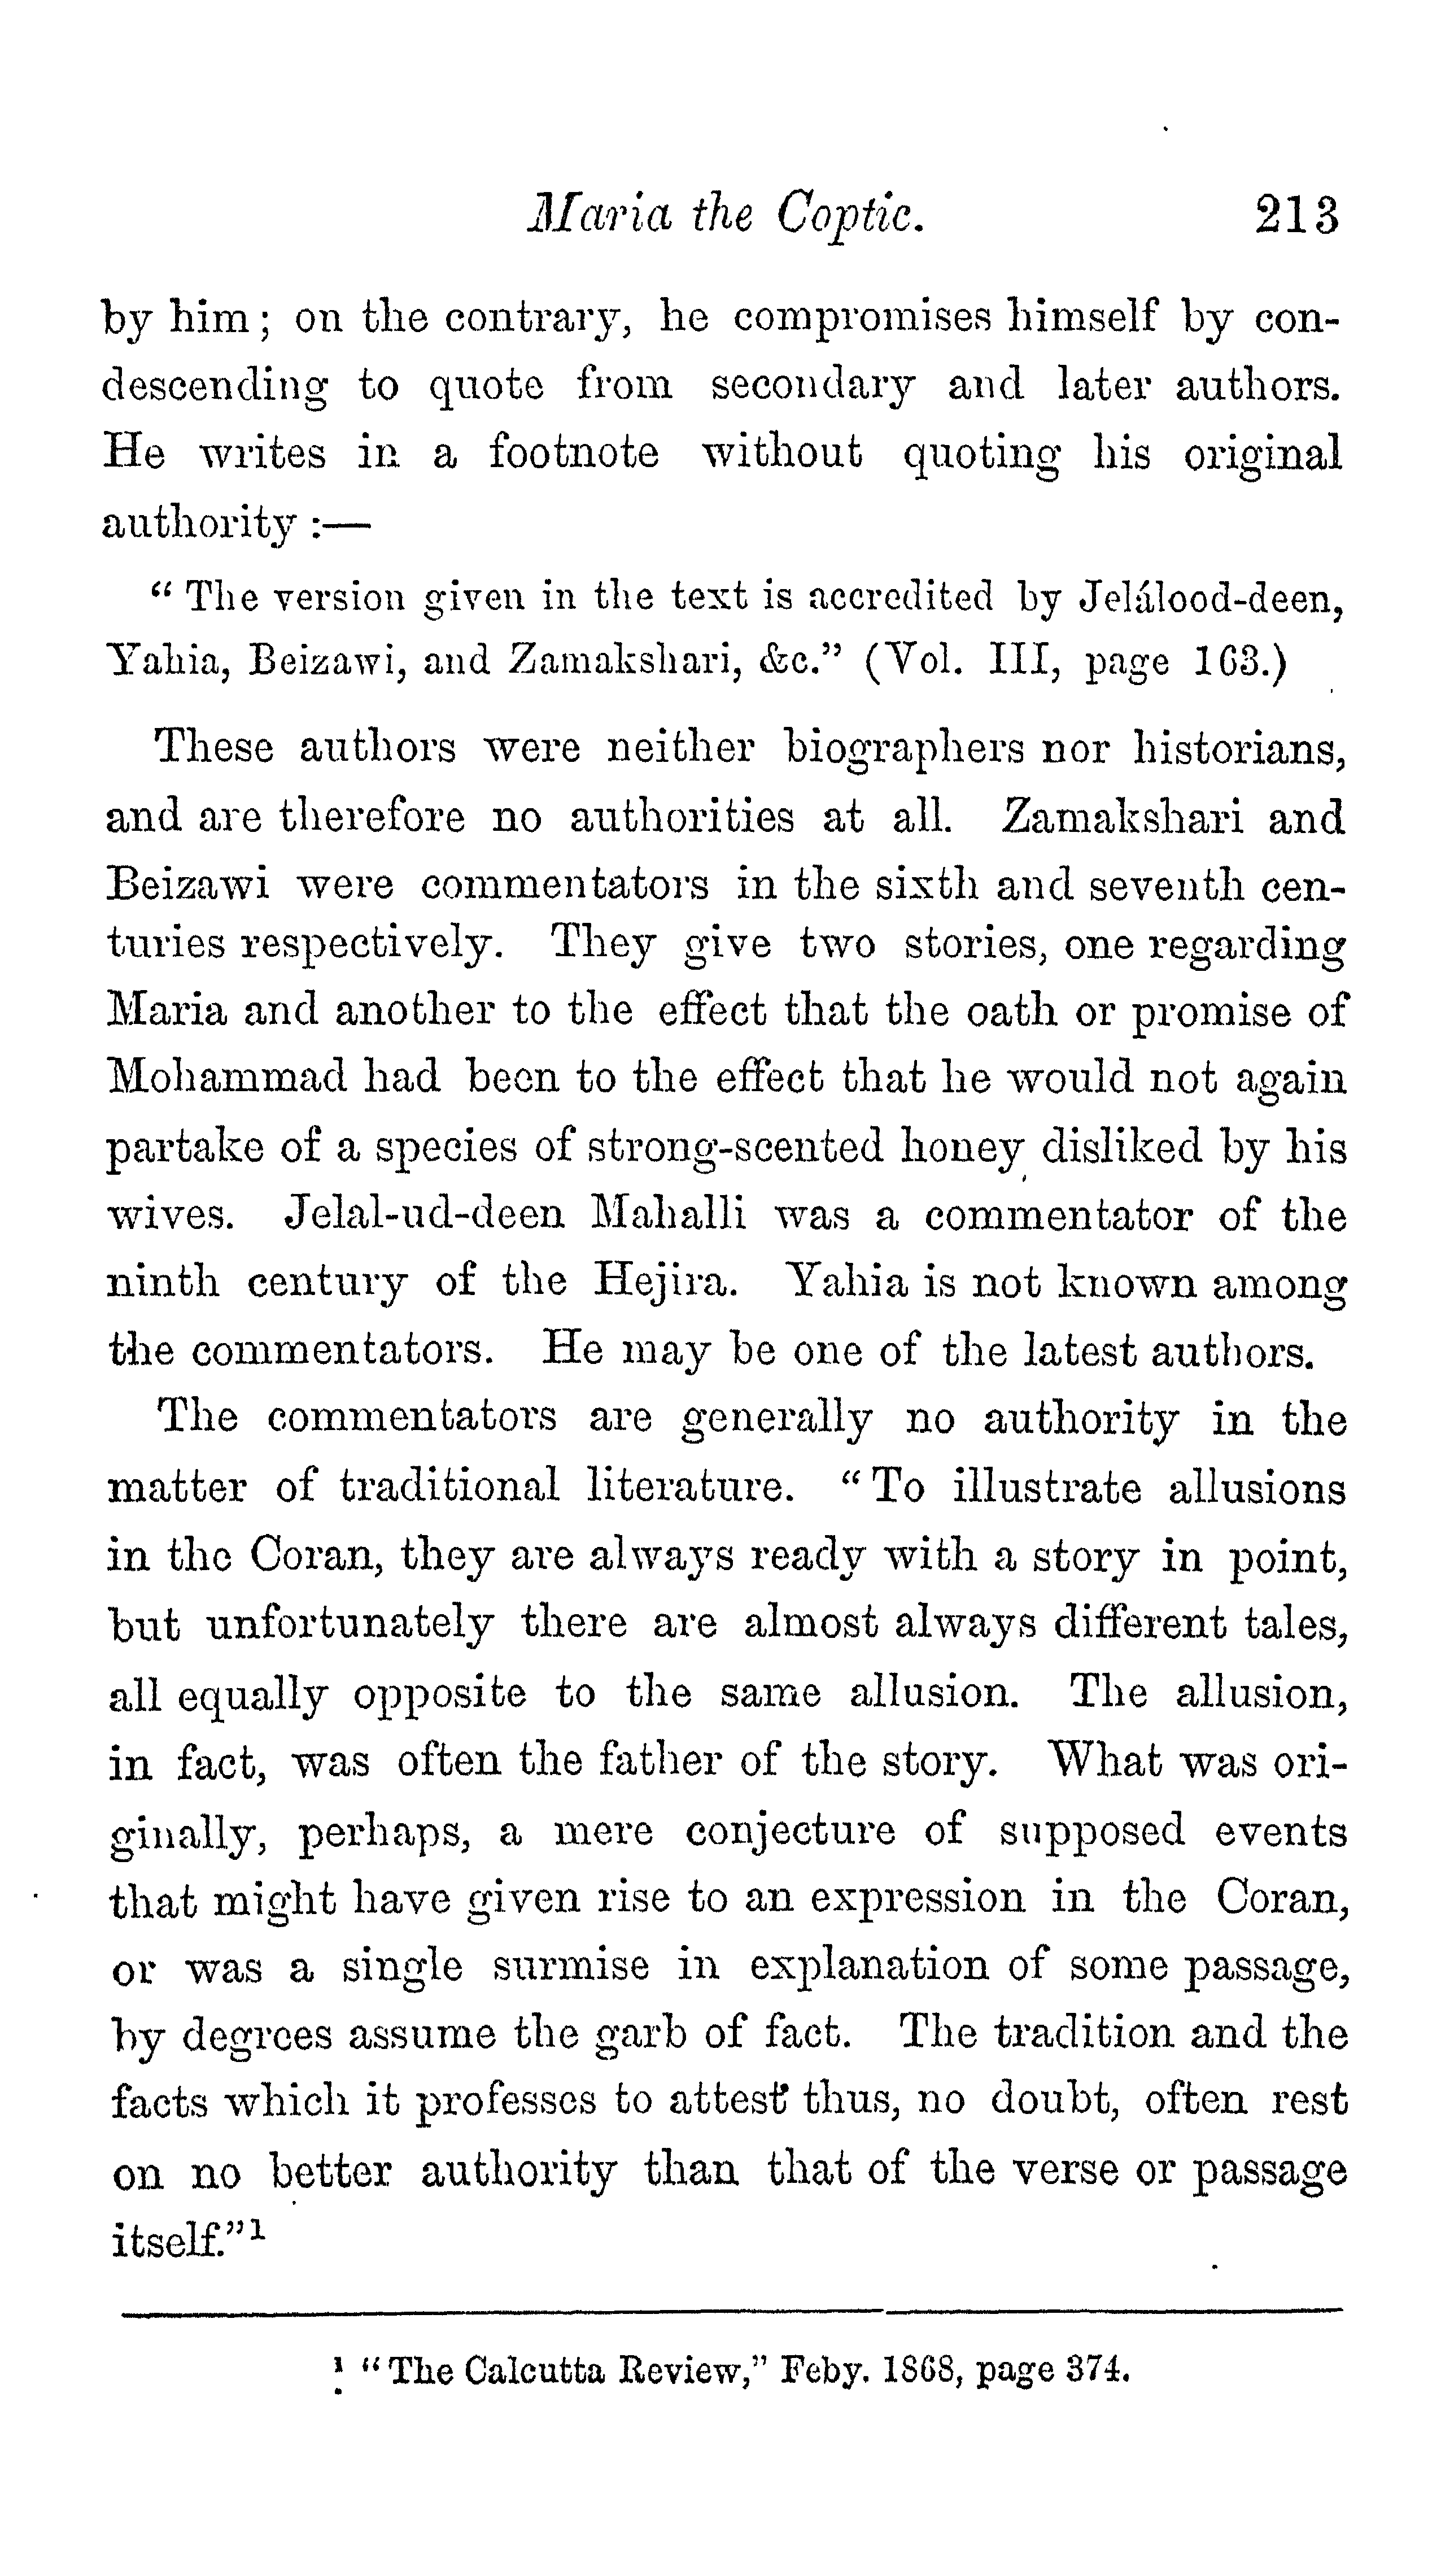 Maria the Coptic. 213
by him; on the contrary, he compromises himself by con-
descending to quote from secondary and later authors.
He writes in a footnote without quoting his original
authority :—
“ The version given in the text is accredited by Jelálood-deen,
Yahia, Beizawi, and Zamakshari, &c.” (Vol. III, page 163.)
These authors were neither biographers nor historians,
and are therefore no authorities at all. Zamakshari and
Beizawi were commentators in the sixth and seventh cen-
turies respectively. They give two stories, one regarding
Maria and another to the effect that the oath or promise of
Mohammad had been to the effect that he would not again
partake of a species of strong-scented honey disliked by his
wives. Jelal-ud-deen Mahalli was a commentator of the
ninth century of the Hejira. Yahia is not known among
the commentators. He may be one of the latest authors.
The commentators are generally no authority in the
matter of traditional literature. “To illustrate allusions
in the Coran, they are always ready with a story in point,
but unfortunately there are almost always different tales,
all equally opposite to the same allusion. The allusion,
in fact, was often the father of the story. What was ori-
ginally, perhaps, a mere conjecture of supposed events
that might have given rise to an expression in the Coran,
or was a single surmise in explanation of some passage,
by degrees assume the garb of fact. The tradition and the
facts which it professes to attest thus, no doubt, often rest
on no better authority than that of the verse or passage
itself.”¹
¹ “The Calcutta Review,” Feby. 1868, page 374.